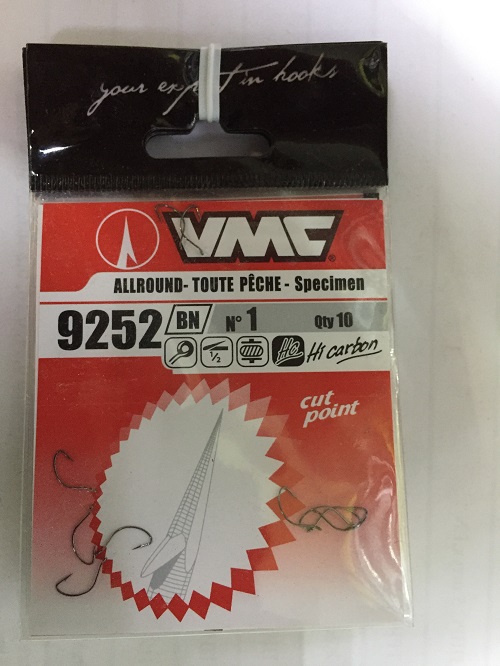 your expert in hooks
VMC®
ALLROUND- TOUTE PÊCHE - Specimen
9252 BN N° 1 Qty 10
1/2 Hi carbon
cut
point